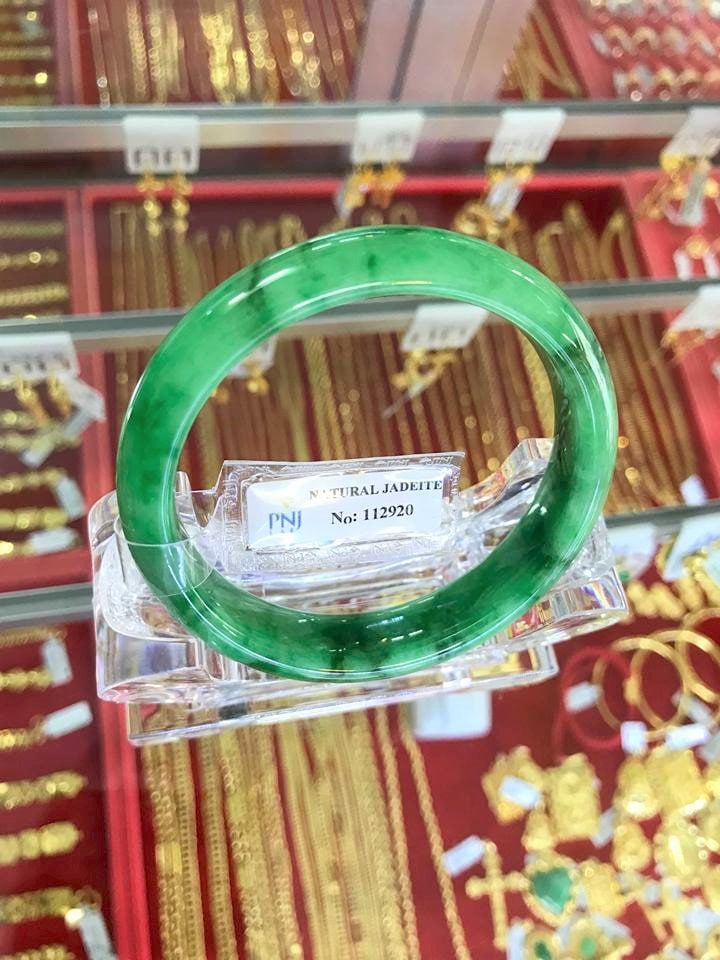 NATURAL JADEITE
PNJ
No: 112920